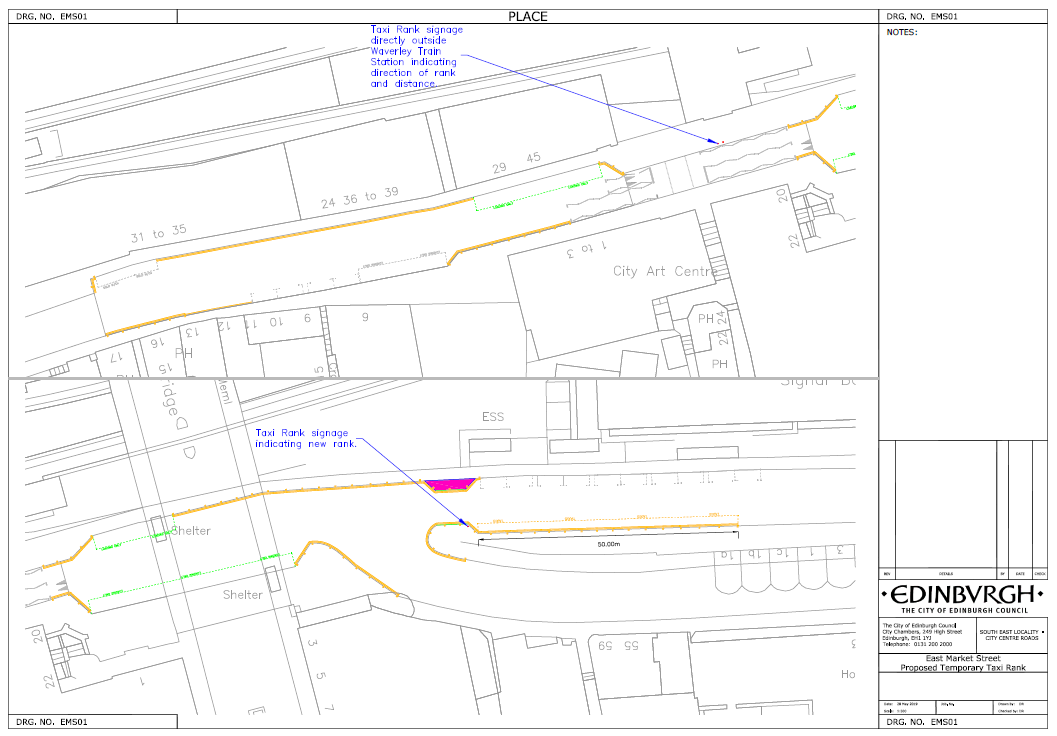 DRG. NO. EMS01
PLACE
DRG. NO. EMS01
NOTES:
Taxi Rank signage
directly outside
Waverley Train
Station indicating
direction of rank
and distance.
29 45
24 36 to 39
31 to 35
1 to 3
City Art Centre
20
22
PH
24
22
PH
17
16
15
PH
13
12
11
10
9
6
5
ESS
Taxi Rank signage
indicating new rank.
Shelter
Shelter
50.00m
1a
1b
1c
1
3
20
22
1
3
5
7
59
55
Ho
REV
DETAILS
BY
DATE
CHECK
EDINBVRGH
THE CITY OF EDINBURGH COUNCIL
The City of Edinburgh Council
City Chambers, 249 High Street
Edinburgh, EH1 1YJ
Telephone: 0131 200 2000
SOUTH EAST LOCALITY •
CITY CENTRE ROADS
East Market Street
Proposed Temporary Taxi Rank
DRG. NO. EMS01
DRG. NO. EMS01